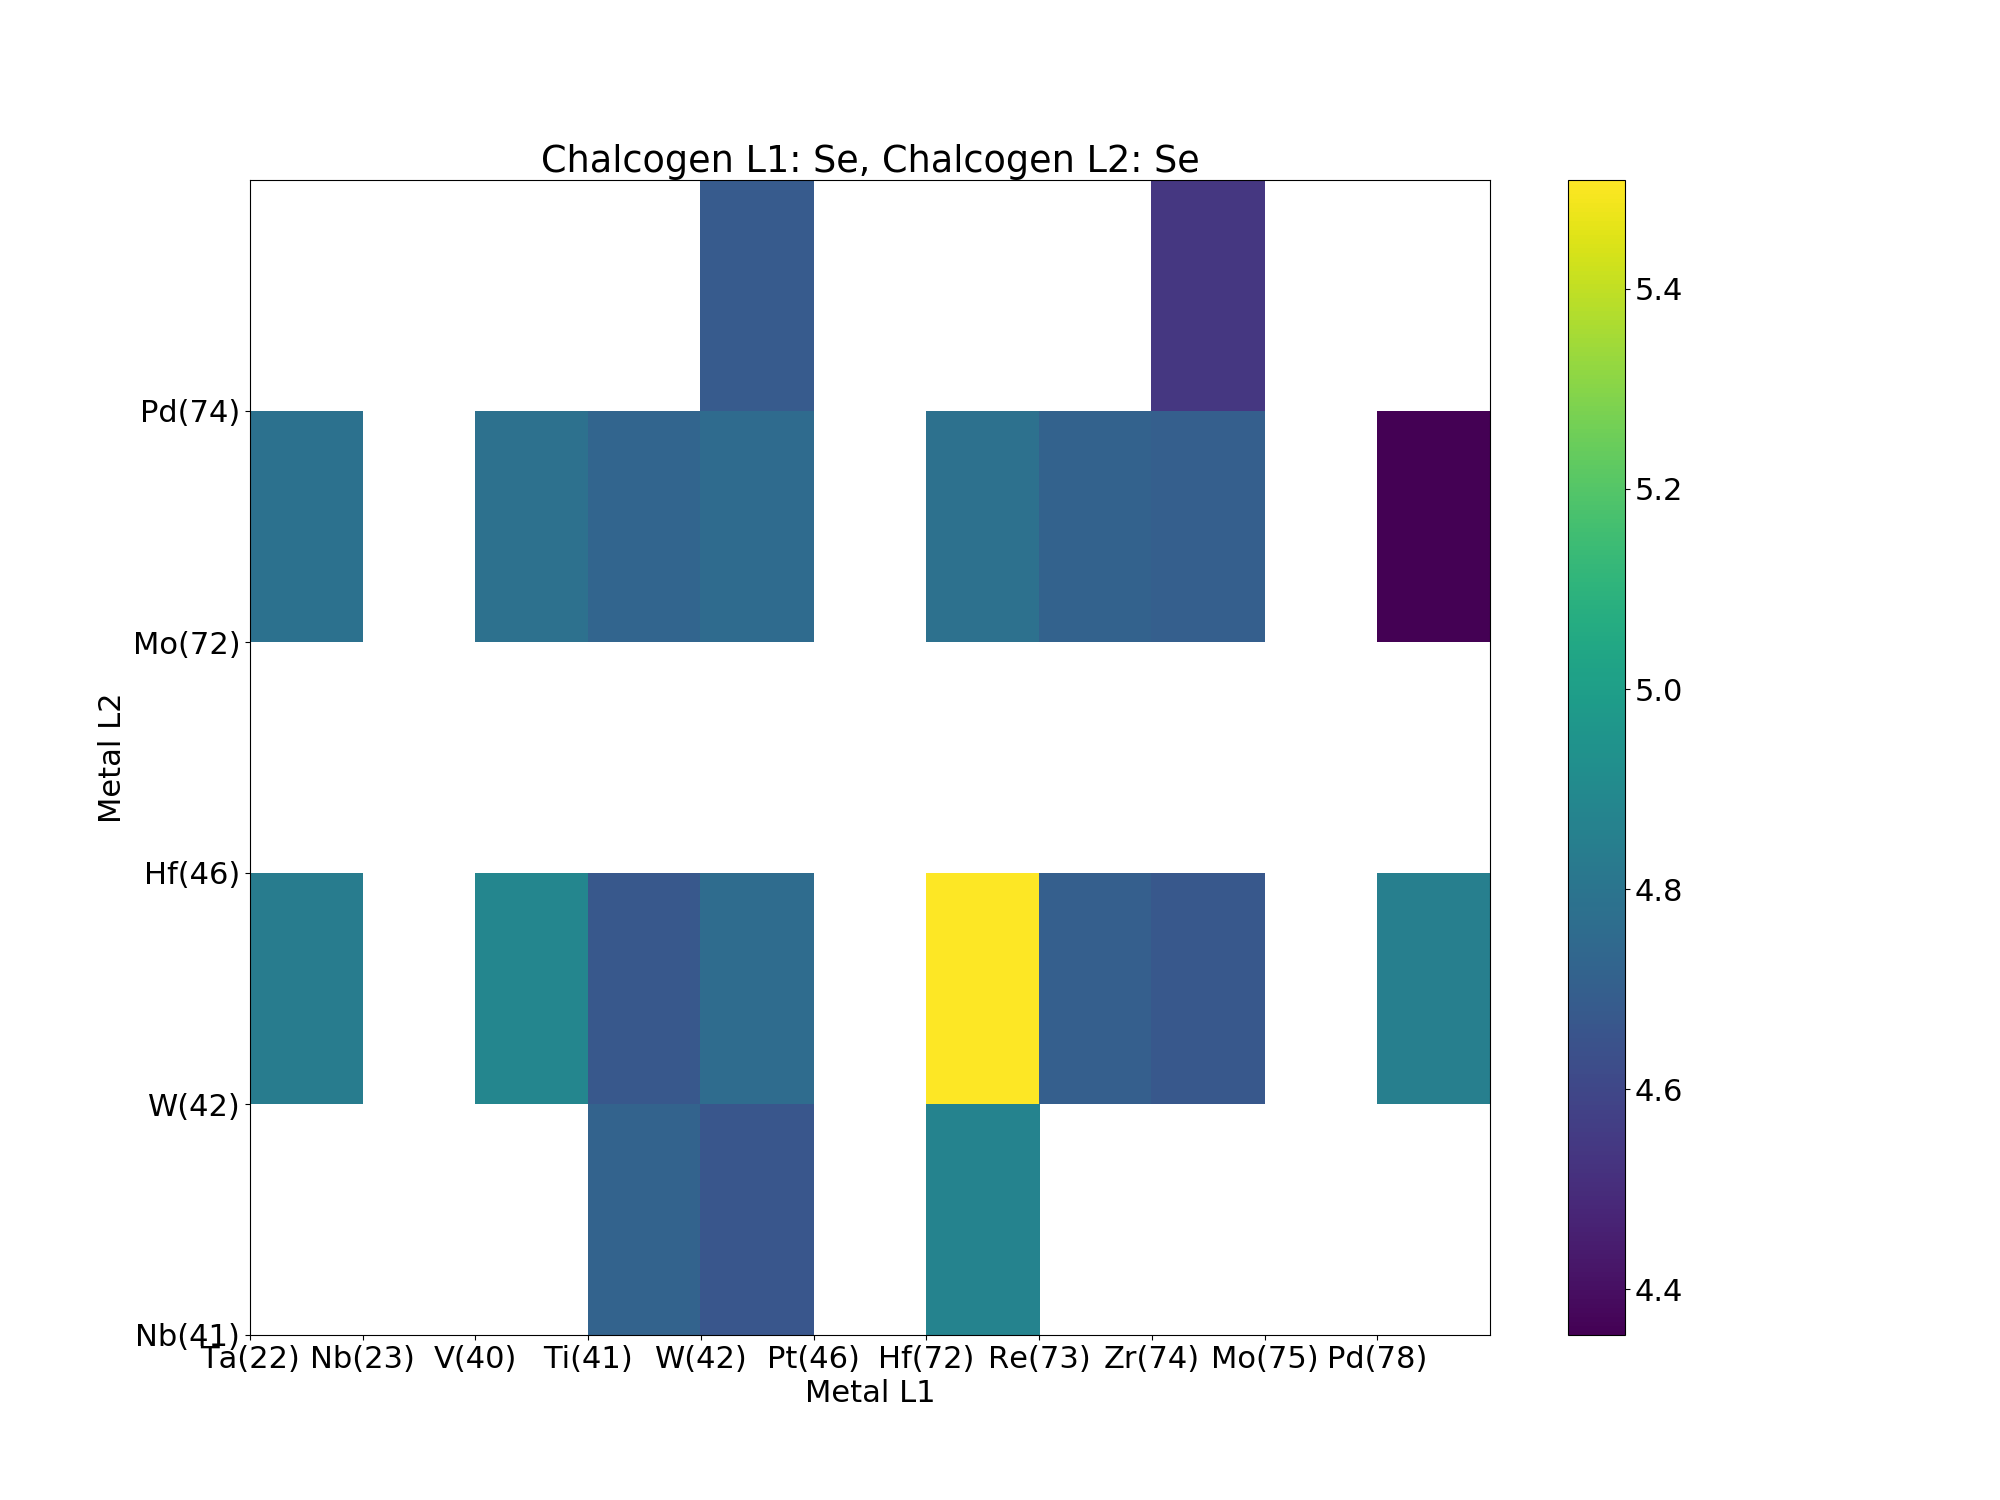 Chalcogen L1: Se, Chalcogen L2: Se
Pd(74)
Mo(72)
Hf(46)
W(42)
Nb(41)
Metal L2
Ta(22) Nb(23) V(40) Ti(41) W(42) Pt(46) Hf(72) Re(73) Zr(74) Mo(75) Pd(78)
Metal L1
5.4
5.2
5.0
4.8
4.6
4.4